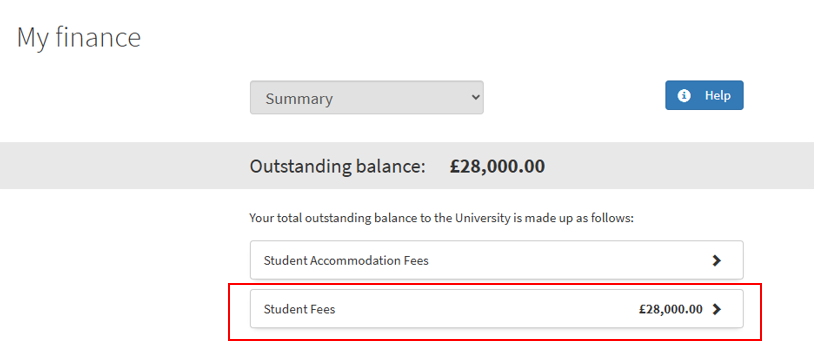 My finance
Summary
Help
Outstanding balance: £28,000.00
Your total outstanding balance to the University is made up as follows:
Student Accommodation Fees
Student Fees £28,000.00